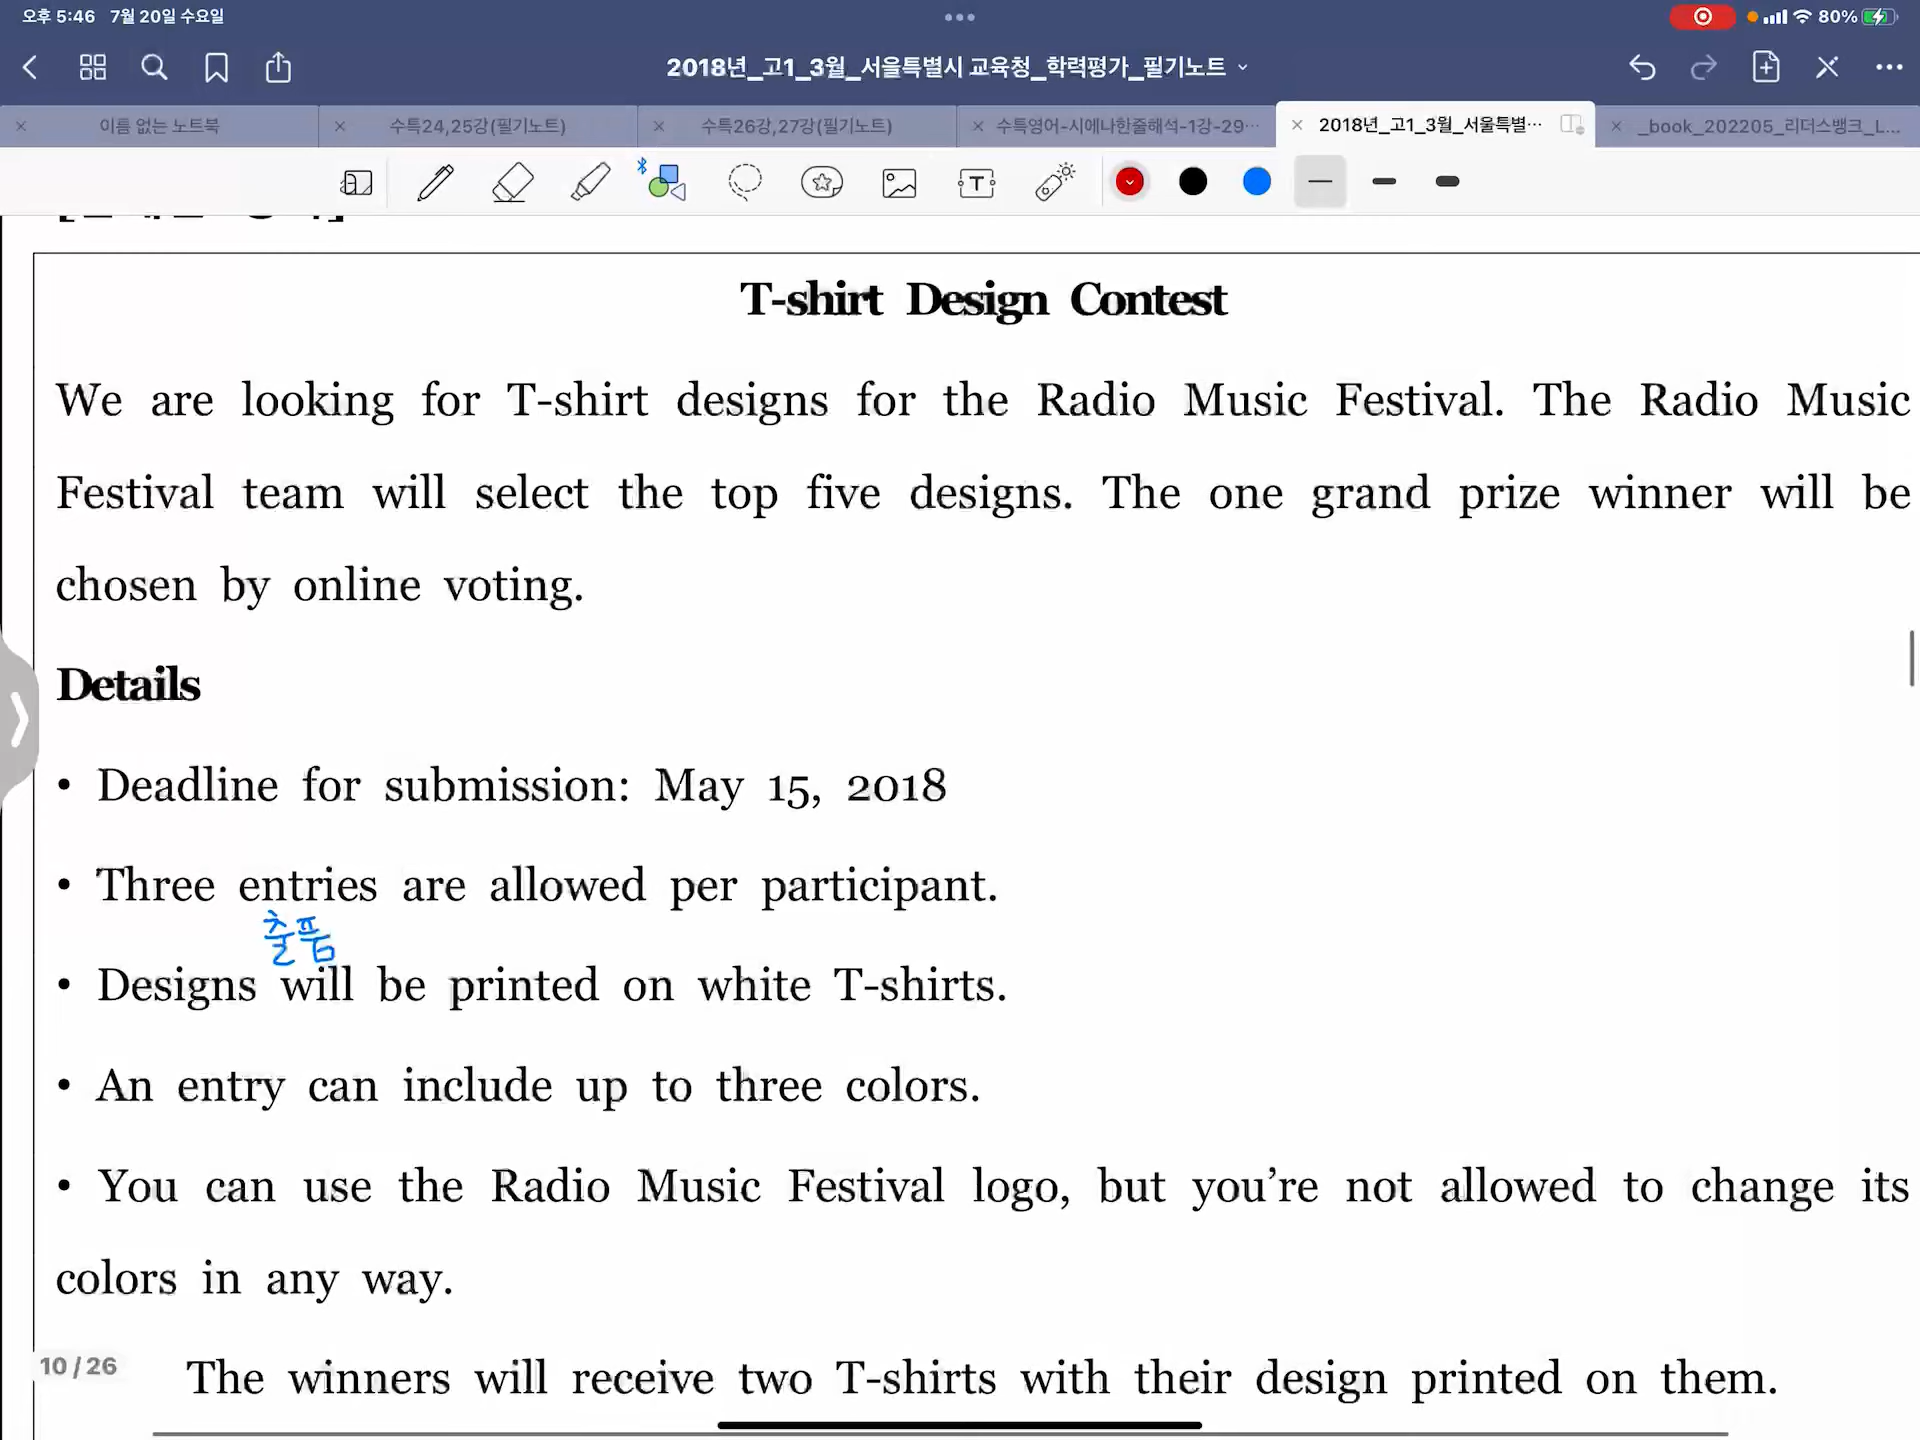 오후 5:46 7월 20일 수요일
80%
2018년_고1_3월_서울특별시 교육청_학력평가_필기노트
이름 없는 노트북
수특24,25강(필기노트)
수특26강,27강(필기노트)
수특영어-시에나한줄해석-1강-29…
2018년_고1_3월_서울특별…
_book_202205_리더스뱅크_L...
T-shirt Design Contest
We are looking for T-shirt designs for the Radio Music Festival. The Radio Music
Festival team will select the top five designs. The one grand prize winner will be
chosen by online voting.
Details
• Deadline for submission: May 15, 2018
• Three entries are allowed per participant.
출품
• Designs will be printed on white T-shirts.
• An entry can include up to three colors.
• You can use the Radio Music Festival logo, but you’re not allowed to change its
colors in any way.
10 / 26
The winners will receive two T-shirts with their design printed on them.